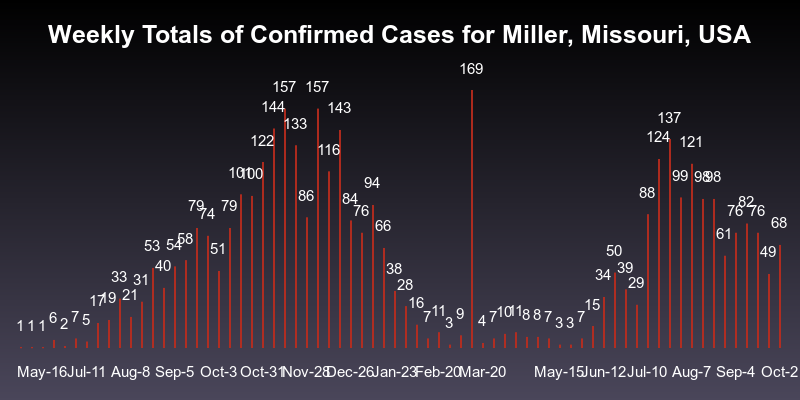 Weekly Totals of Confirmed Cases for Miller, Missouri, USA
1 1 1 6 2 7 5 17 19 33 21 31 53 40 54 58 79 74 51 79 101 100 122 144 157 133 86 157 116 143 84 76 94 66 38 28 16 7 11 3 9 169 4 7 10 11 8 8 7 3 3 7 15 34 50 39 29 88 124 137 99 121 98 98 61 76 82 76 49 68
May-16 Jul-11 Aug-8 Sep-5 Oct-3 Oct-31 Nov-28 Dec-26 Jan-23 Feb-20 Mar-20 May-15 Jun-12 Jul-10 Aug-7 Sep-4 Oct-2